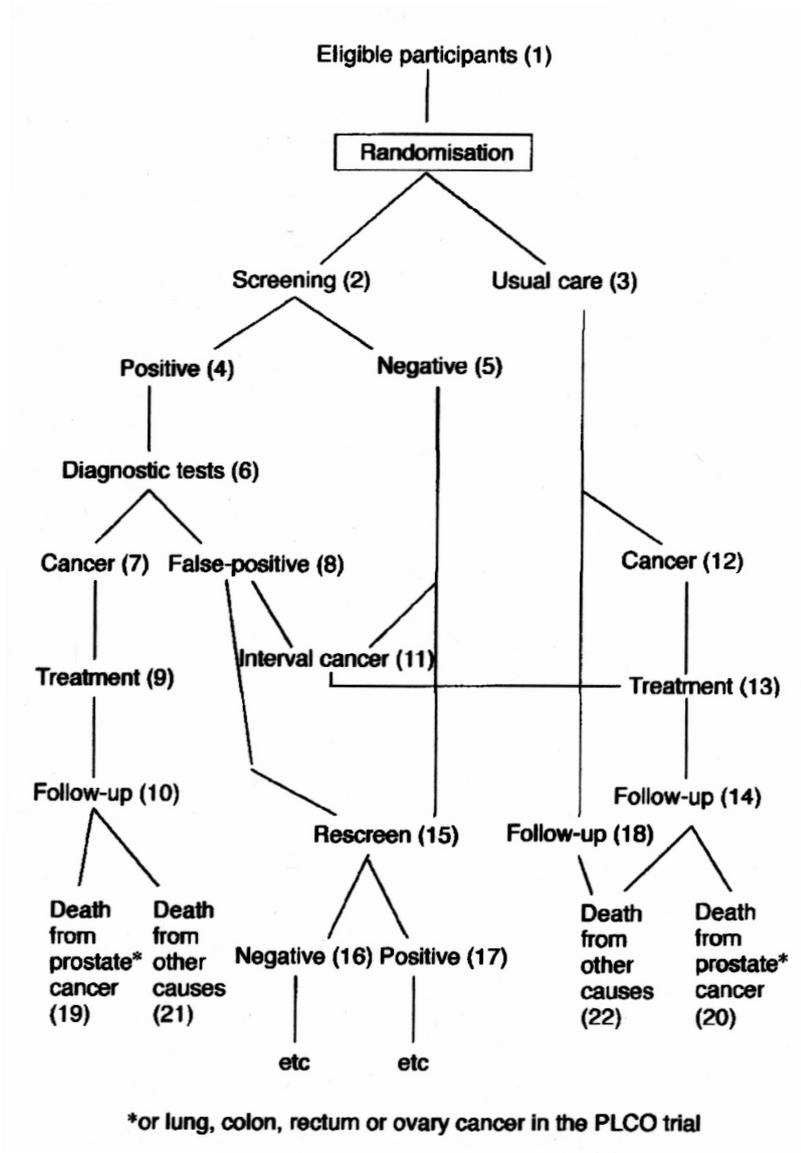 Eligible participants (1)
Randomisation
Screening (2)
Usual care (3)
Positive (4)
Negative (5)
Diagnostic tests (6)
Cancer (7)
False-positive (8)
Cancer (12)
Interval cancer (11)
Treatment (9)
Treatment (13)
Follow-up (10)
Follow-up (14)
Rescreen (15)
Follow-up (18)
Death
from
prostate*
cancer
(19)
Death
from
other
causes
(21)
Negative (16)
Positive (17)
Death
from
other
causes
(22)
Death
from
prostate*
cancer
(20)
etc
etc
*or lung, colon, rectum or ovary cancer in the PLCO trial